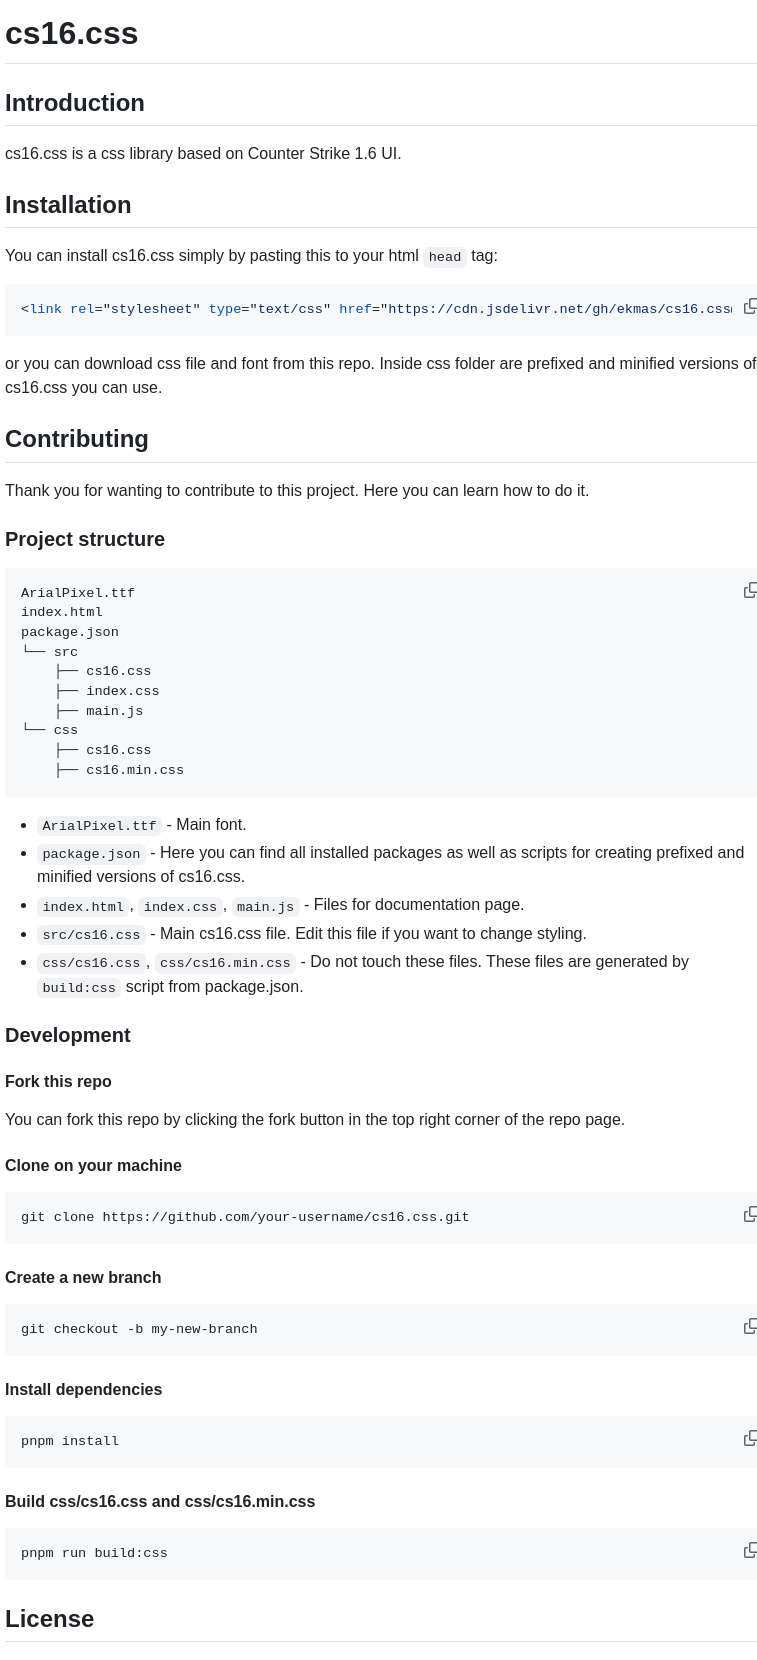 cs16.css
Introduction
cs16.css is a css library based on Counter Strike 1.6 UI.
Installation
You can install cs16.css simply by pasting this to your html head tag:
<link rel="stylesheet" type="text/css" href="https://cdn.jsdelivr.net/gh/ekmas/cs16.css
or you can download css file and font from this repo. Inside css folder are prefixed and minified versions of
cs16.css you can use.
Contributing
Thank you for wanting to contribute to this project. Here you can learn how to do it.
Project structure
ArialPixel.ttf
index.html
package.json
└── src
    ├── cs16.css
    ├── index.css
    ├── main.js
└── css
    ├── cs16.css
    ├── cs16.min.css
• ArialPixel.ttf - Main font.
• package.json - Here you can find all installed packages as well as scripts for creating prefixed and
minified versions of cs16.css.
• index.html, index.css, main.js - Files for documentation page.
• src/cs16.css - Main cs16.css file. Edit this file if you want to change styling.
• css/cs16.css, css/cs16.min.css - Do not touch these files. These files are generated by
build:css script from package.json.
Development
Fork this repo
You can fork this repo by clicking the fork button in the top right corner of the repo page.
Clone on your machine
git clone https://github.com/your-username/cs16.css.git
Create a new branch
git checkout -b my-new-branch
Install dependencies
pnpm install
Build css/cs16.css and css/cs16.min.css
pnpm run build:css
License